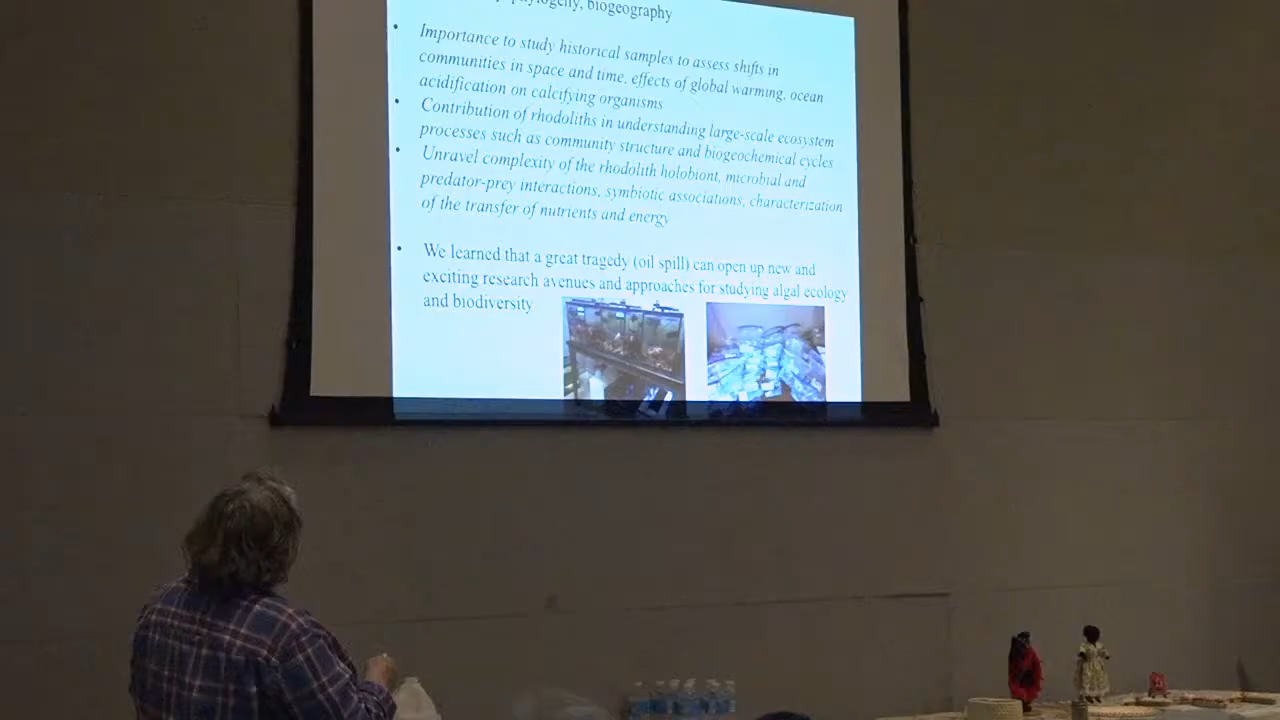 phylogeny, biogeography
• Importance to study historical samples to assess shifts in
communities in space and time, effects of global warming, ocean
acidification on calcifying organisms
• Contribution of rhodoliths in understanding large-scale ecosystem
processes such as community structure and biogeochemical cycles
• Unravel complexity of the rhodolith holobiont, microbial and
predator-prey interactions, symbiotic associations, characterization
of the transfer of nutrients and energy
• We learned that a great tragedy (oil spill) can open up new and
exciting research avenues and approaches for studying algal ecology
and biodiversity